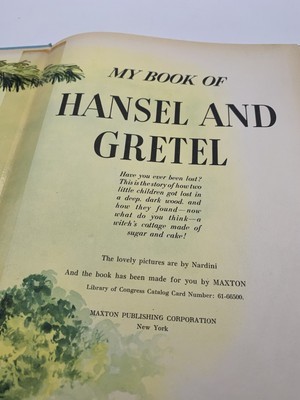 MY BOOK OF
HANSEL AND
GRETEL
Have you ever been lost?
This is the story of how two
little children got lost in
a deep, dark wood, and
how they found—now
what do you think—a
witch's cottage made of
sugar and cake!
The lovely pictures are by Nardini
And the book has been made for you by MAXTON
Library of Congress Catalog Card Number: 61-66500.
MAXTON PUBLISHING CORPORATION
New York